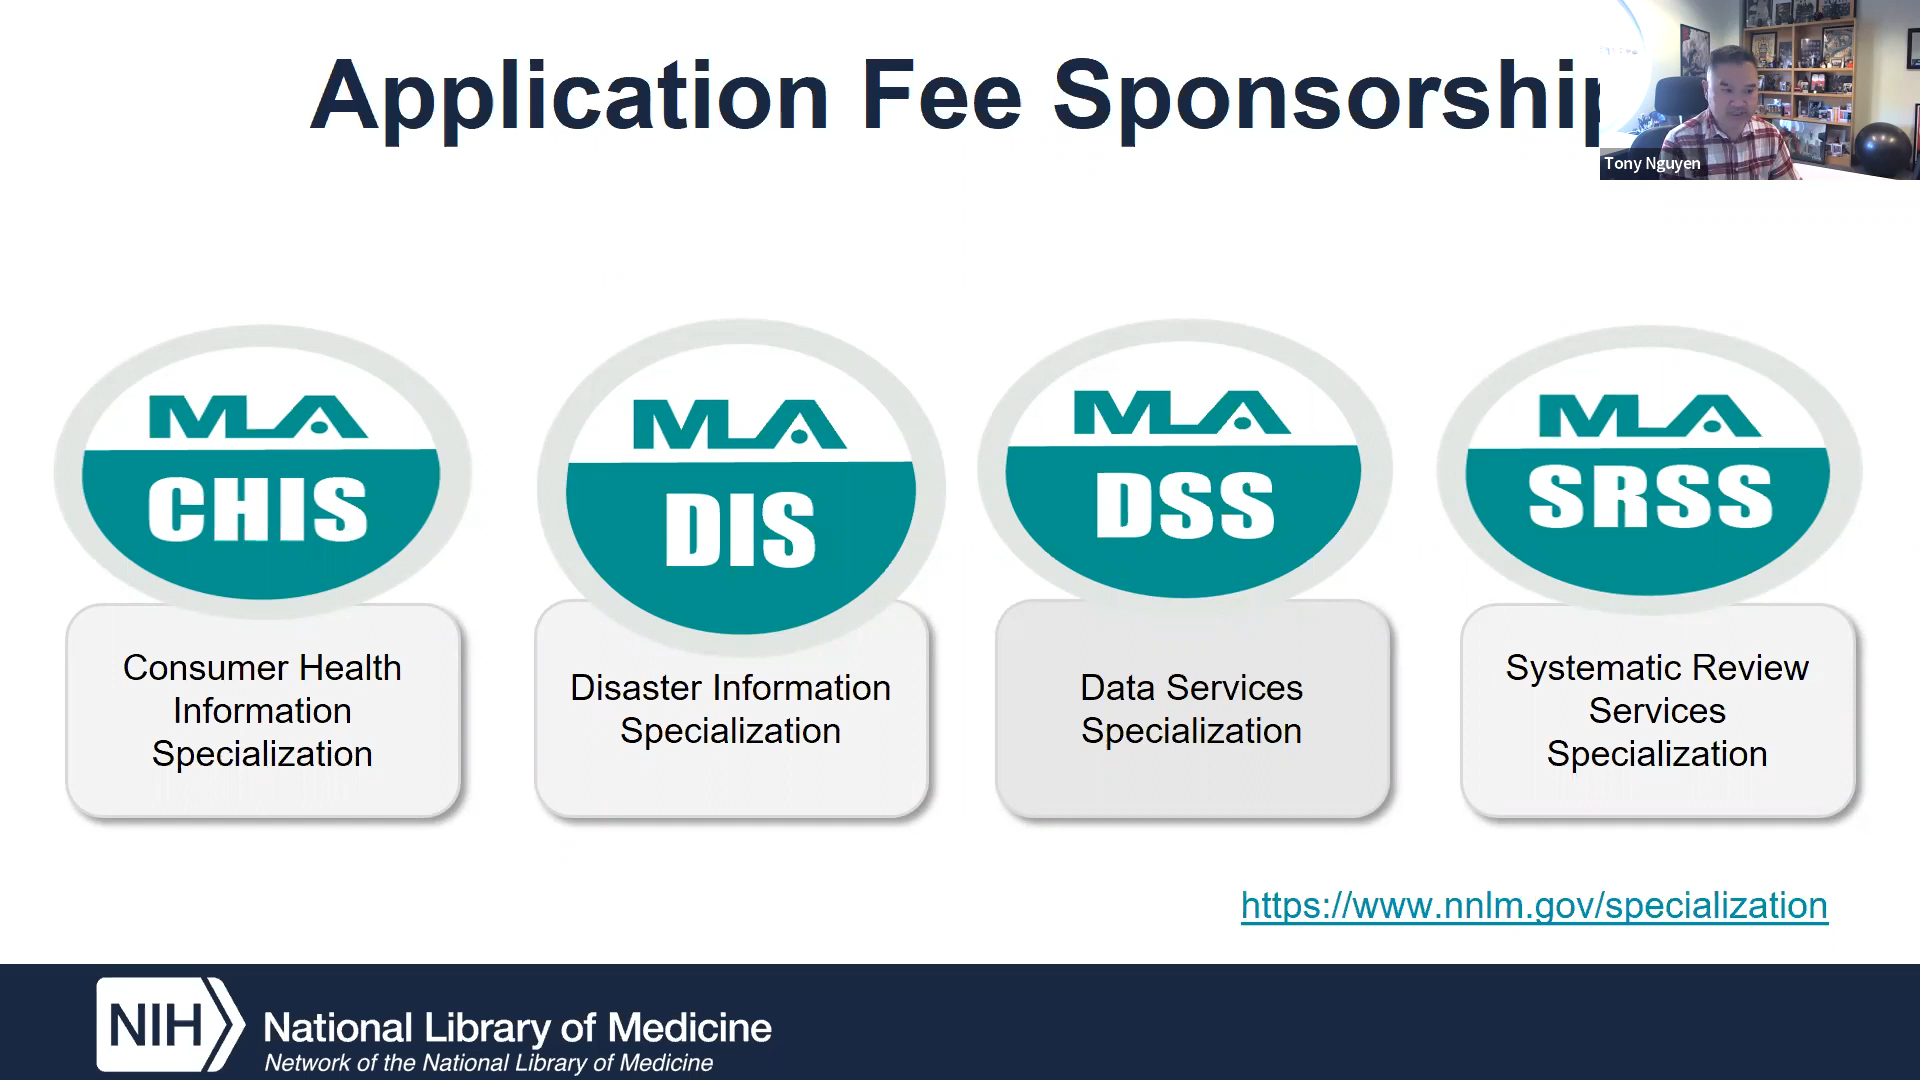 Application Fee Sponsorship
Tony Nguyen
MLA
CHIS
Consumer Health
Information
Specialization
MLA
DIS
Disaster Information
Specialization
MLA
DSS
Data Services
Specialization
MLA
SRSS
Systematic Review
Services
Specialization
https://www.nnlm.gov/specialization
NIH
National Library of Medicine
Network of the National Library of Medicine